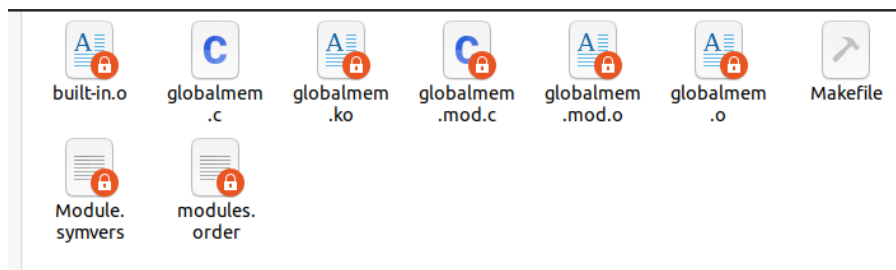 built-in.o
globalmem
.c
globalmem
.ko
globalmem
.mod.c
globalmem
.mod.o
globalmem
.o
Makefile
Module.
symvers
modules.
order